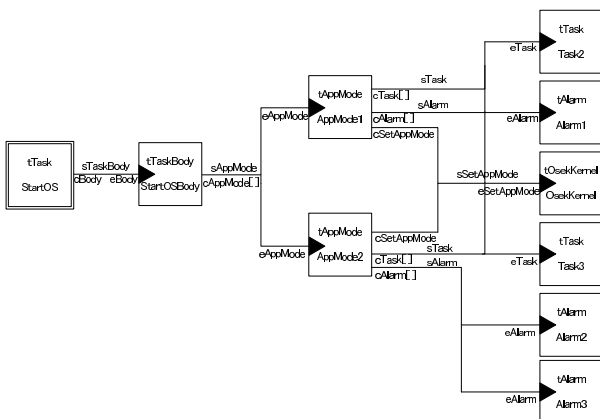 tTask
StartOS
sTaskBody
cBody eBody
tTaskBody
StartOSBody
sAppMode
cAppMode[]
eAppMode
tAppMode
AppMode1
sTask
cTask[]
sAlarm
cAlarm[]
cSetAppMode
eTask
tTask
Task2
eAlarm
tAlarm
Alarm1
sSetAppMode
eSetAppMode
tOsekKernel
OsekKernel
eAppMode
tAppMode
AppMode2
cSetAppMode
sTask
cTask[]
sAlarm
cAlarm[]
eTask
tTask
Task3
eAlarm
tAlarm
Alarm2
eAlarm
tAlarm
Alarm3